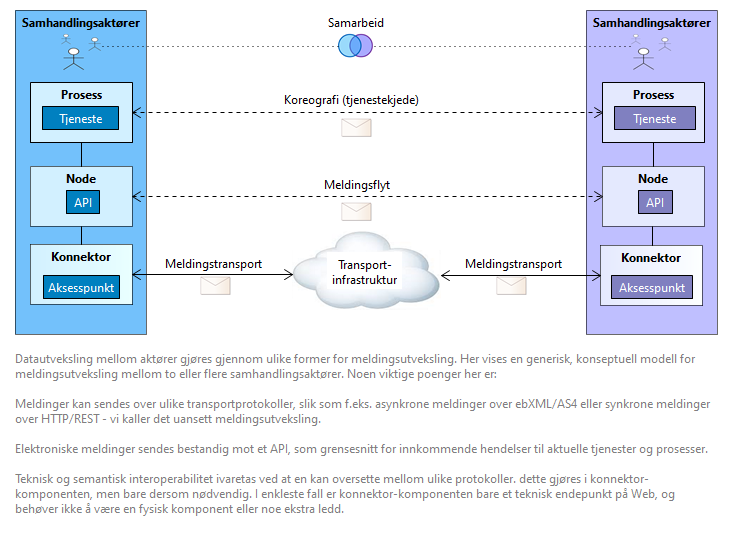 Samhandlingsaktører
Samarbeid
Samhandlingsaktører
Prosess
Tjeneste
Koreografi (tjenestekjede)
Prosess
Tjeneste
Node
API
Meldingsflyt
Node
API
Konnektor
Aksesspunkt
Meldingstransport
Transport-
infrastruktur
Meldingstransport
Konnektor
Aksesspunkt
Datautveksling mellom aktører gjøres gjennom ulike former for meldingsutveksling. Her vises en generisk, konseptuell modell for
meldingsutveksling mellom to eller flere samhandlingsaktører. Noen viktige poenger her er:
Meldinger kan sendes over ulike transportprotokoller, slik som f.eks. asynkrone meldinger over ebXML/AS4 eller synkrone meldinger
over HTTP/REST - vi kaller det uansett meldingsutveksling.
Elektroniske meldinger sendes bestandig mot et API, som grensesnitt for innkommende hendelser til aktuelle tjenester og prosesser.
Teknisk og semantisk interoperabilitet ivaretas ved at en kan oversette mellom ulike protokoller. dette gjøres i konnektor-
komponenten, men bare dersom nødvendig. I enkleste fall er konnektor-komponenten bare et teknisk endepunkt på Web, og
behøver ikke å være en fysisk komponent eller noe ekstra ledd.